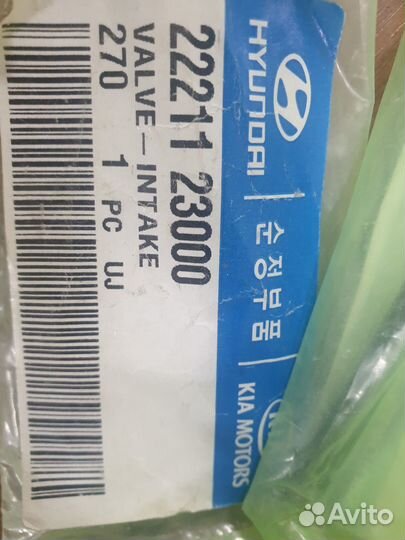 HYUNDAI
순정부품
KIA MOTORS
22211 23000
VALVE-INTAKE
270 1 PC UJ
Avito